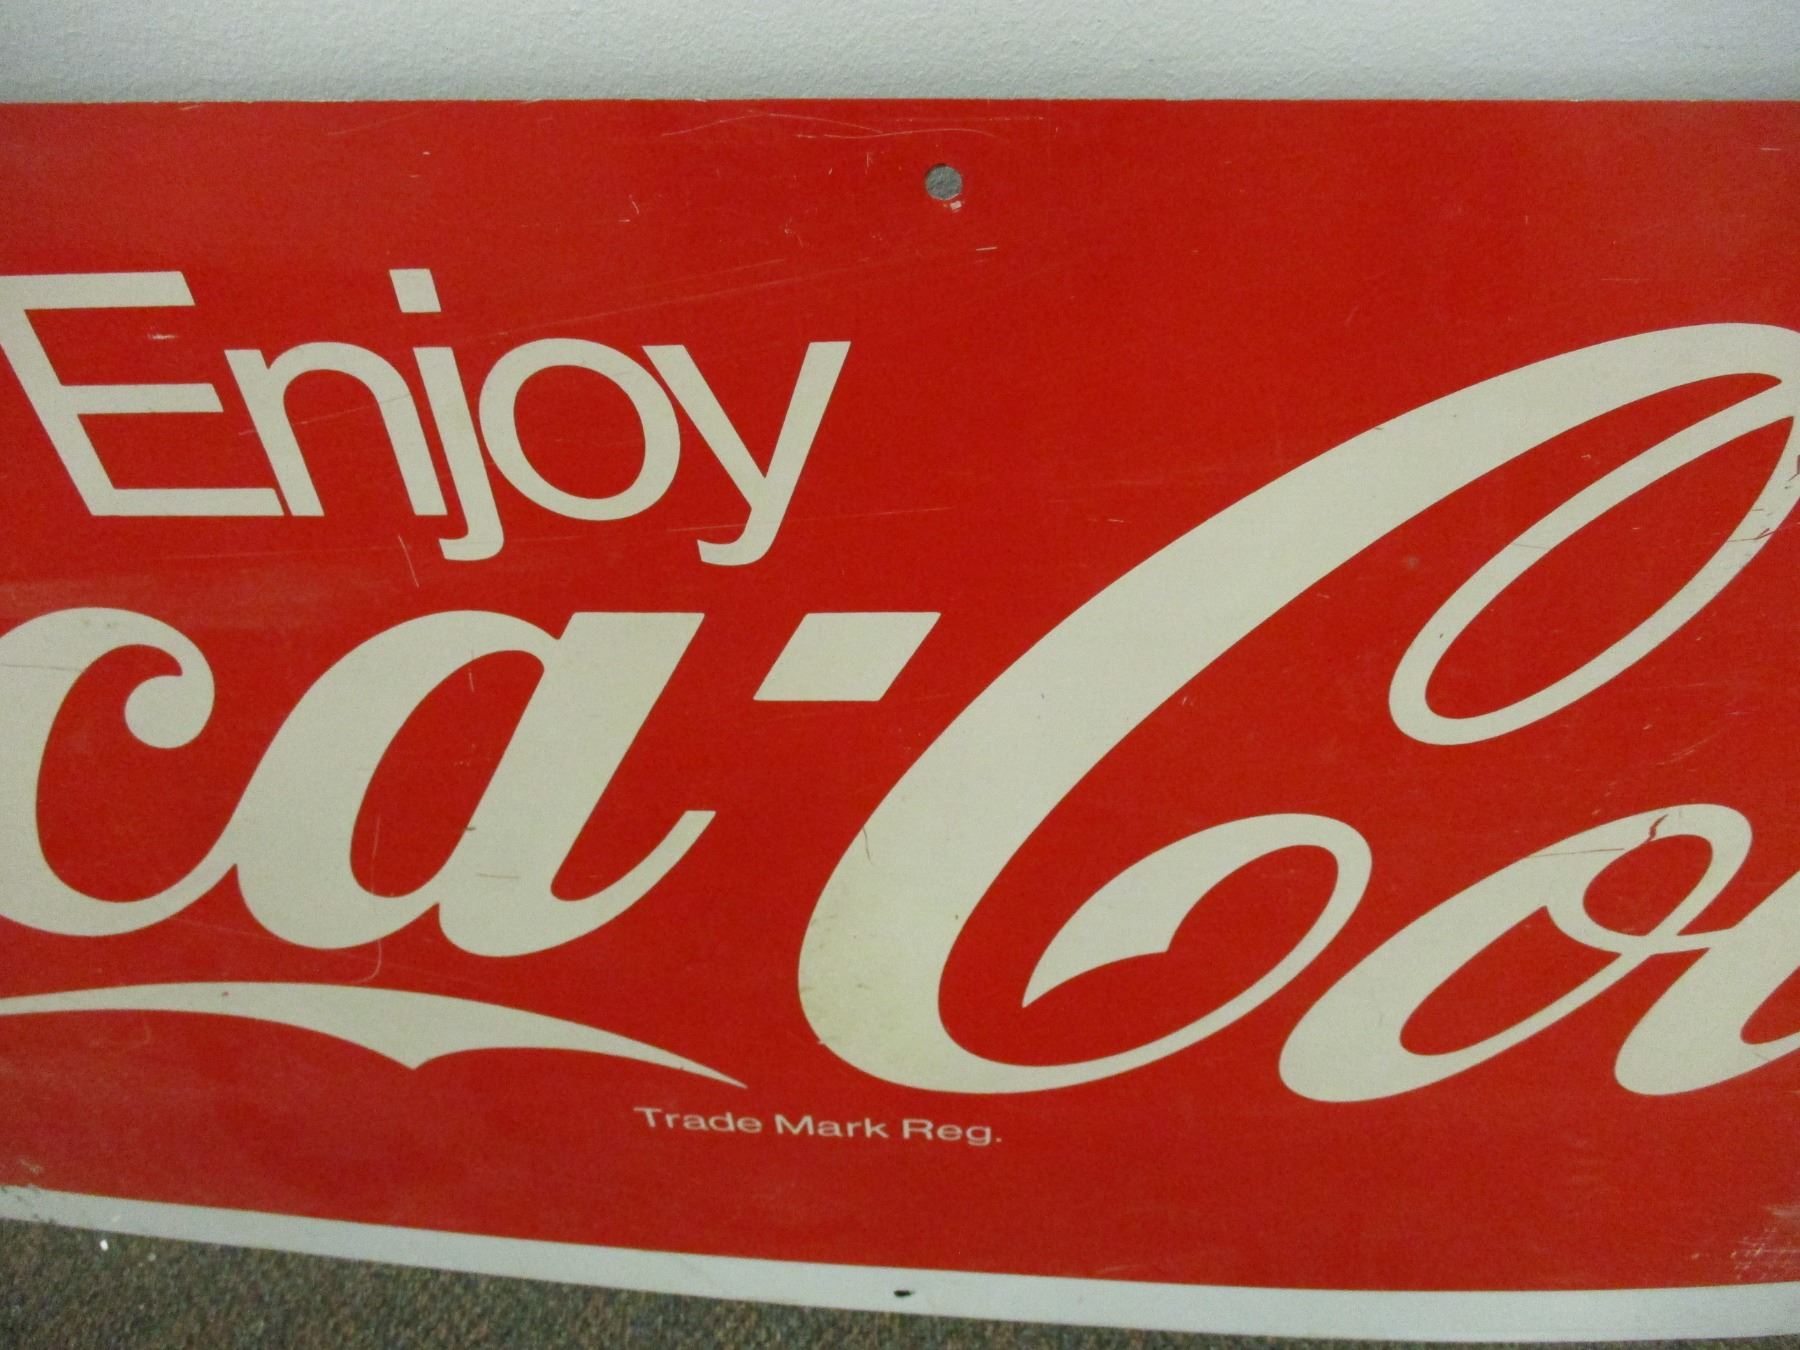 Enjoy
ca-Co
Trade Mark Reg.